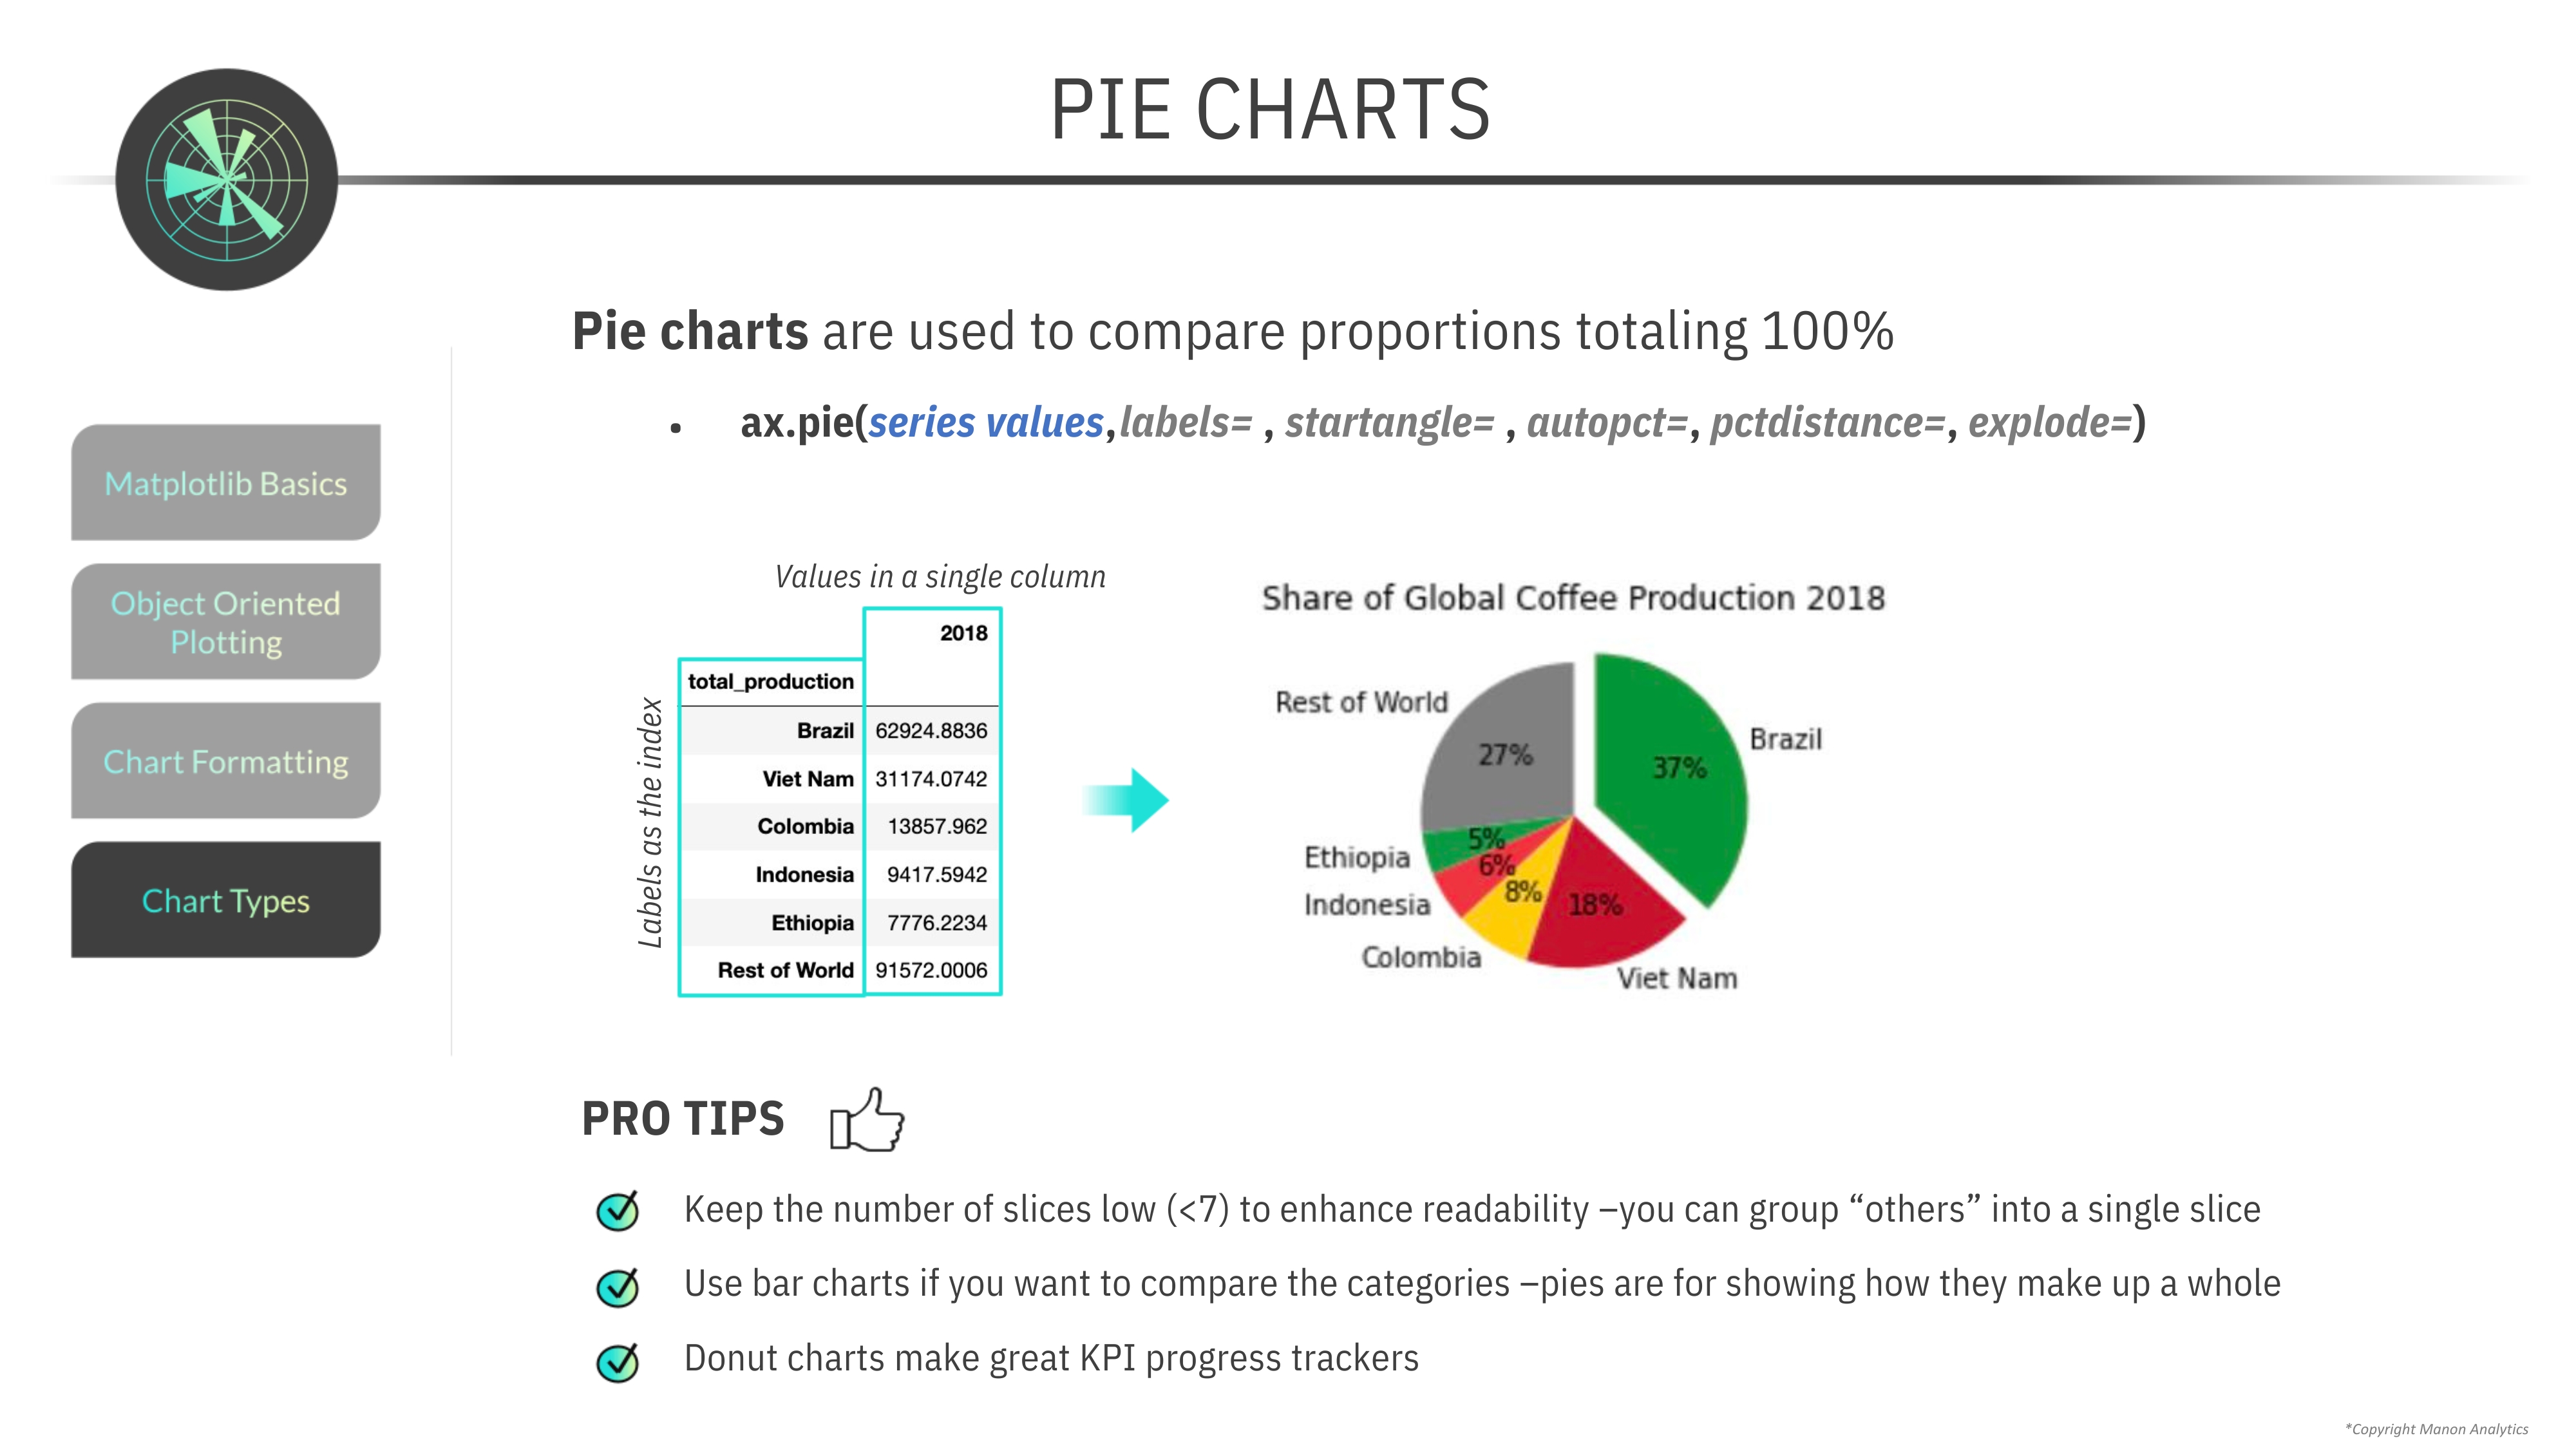 PIE CHARTS
Pie charts are used to compare proportions totaling 100%
• ax.pie(series values,labels= , startangle= , autopct=, pctdistance=, explode=)
Matplotlib Basics
Object Oriented
Plotting
Chart Formatting
Chart Types
Values in a single column
Labels as the index
2018
total_production
Brazil 62924.8836
Viet Nam 31174.0742
Colombia 13857.962
Indonesia 9417.5942
Ethiopia 7776.2234
Rest of World 91572.0006
Share of Global Coffee Production 2018
Rest of World
27%
Brazil
37%
Ethiopia
5%
Indonesia
6%
Colombia
8%
Viet Nam
18%
PRO TIPS
Keep the number of slices low (<7) to enhance readability –you can group “others” into a single slice
Use bar charts if you want to compare the categories –pies are for showing how they make up a whole
Donut charts make great KPI progress trackers
*Copyright Manon Analytics